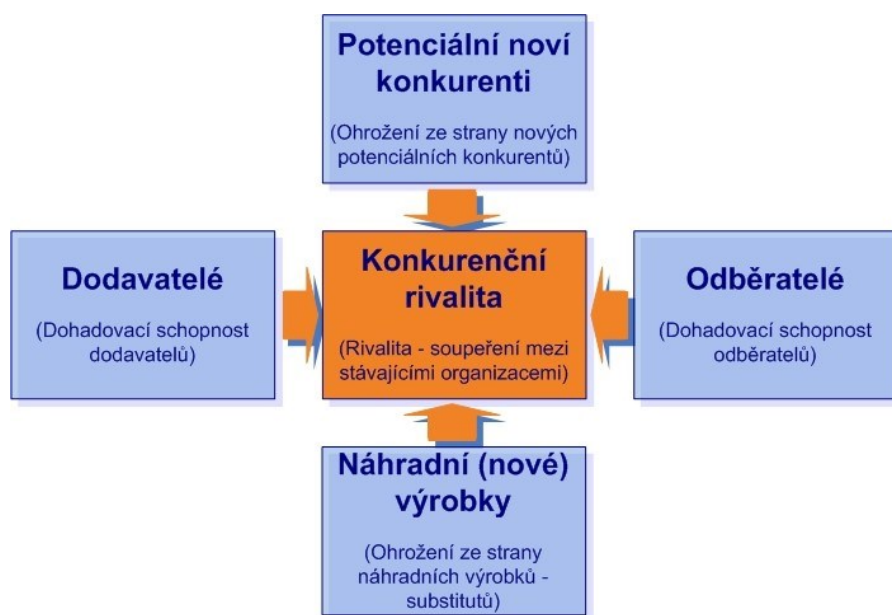 Potenciální noví
konkurenti
(Ohrožení ze strany nových
potenciálních konkurentů)
Dodavatelé
(Dohadovací schopnost
dodavatelů)
Konkurenční
rivalita
(Rivalita - soupeření mezi
stávajícími organizacemi)
Odběratelé
(Dohadovací schopnost
odběratelů)
Náhradní (nové)
výrobky
(Ohrožení ze strany
náhradních výrobků -
substitutů)